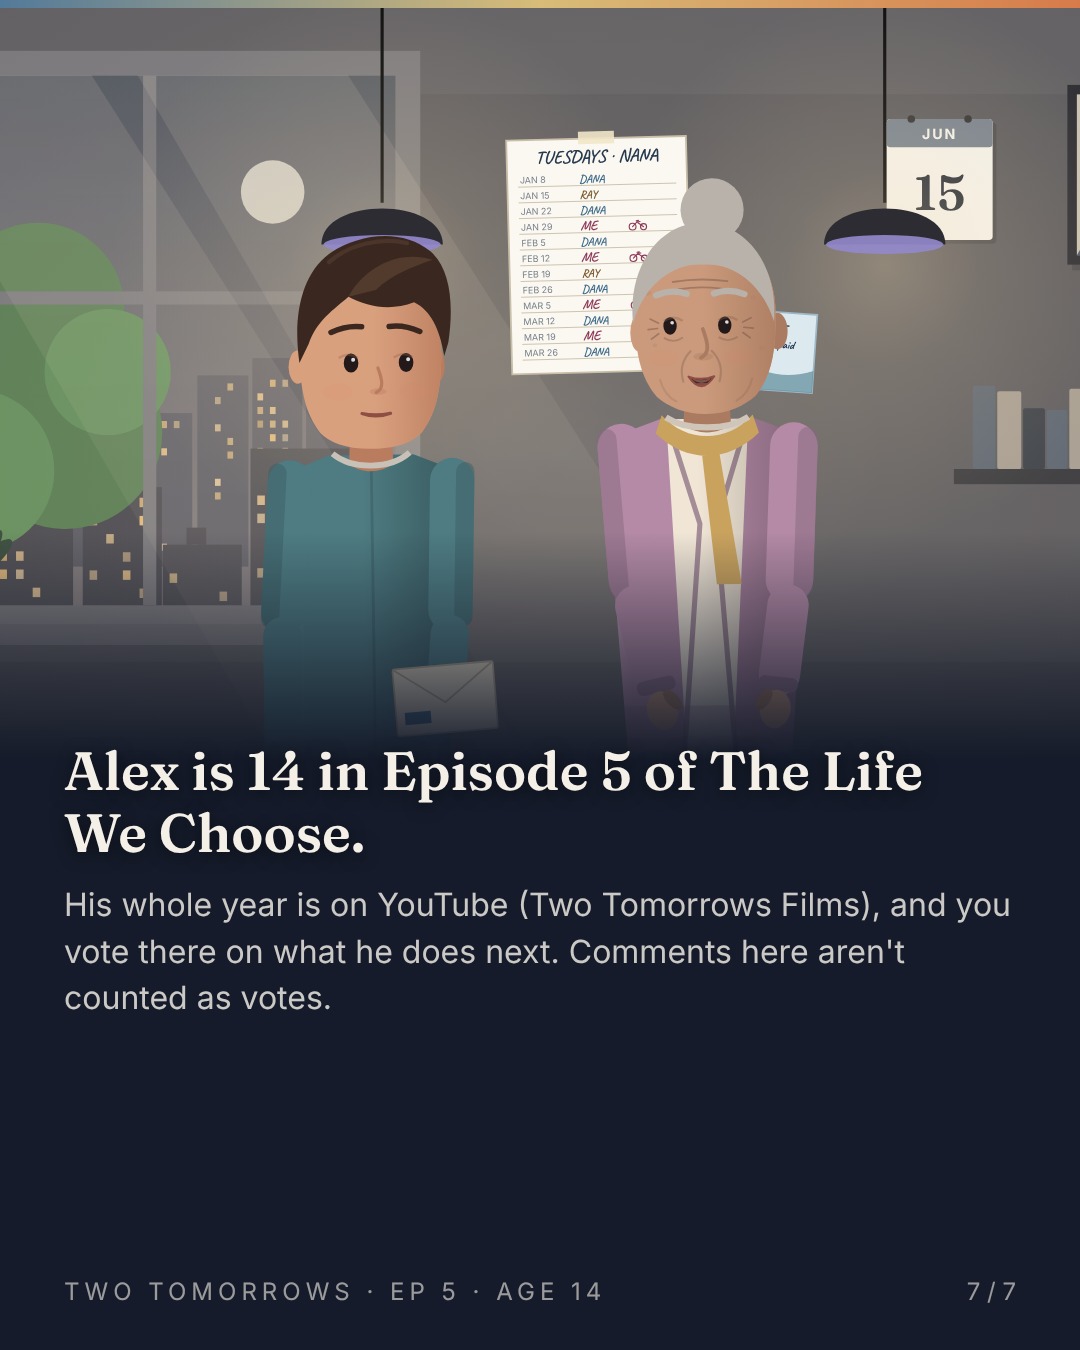 TUESDAYS · NANA
JAN 8 DANA
JAN 15 RAY
JAN 22 DANA
JAN 29 ME
FEB 5 DANA
FEB 12 ME
FEB 19 RAY
FEB 26 DANA
MAR 5 ME
MAR 12 DANA
MAR 19 ME
MAR 26 DANA
JUN
15
Alex is 14 in Episode 5 of The Life
We Choose.
His whole year is on YouTube (Two Tomorrows Films), and you
vote there on what he does next. Comments here aren't
counted as votes.
TWO TOMORROWS · EP 5 · AGE 14
7/7